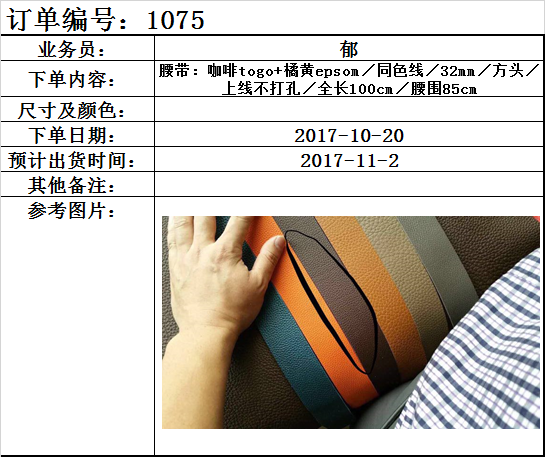 订单编号：1075
业务员： 郁
下单内容： 腰带：咖啡togo+橘黄epsom／同色线／32mm／方头／
上线不打孔／全长100cm／腰围85cm
尺寸及颜色：
下单日期： 2017-10-20
预计出货时间： 2017-11-2
其他备注：
参考图片：